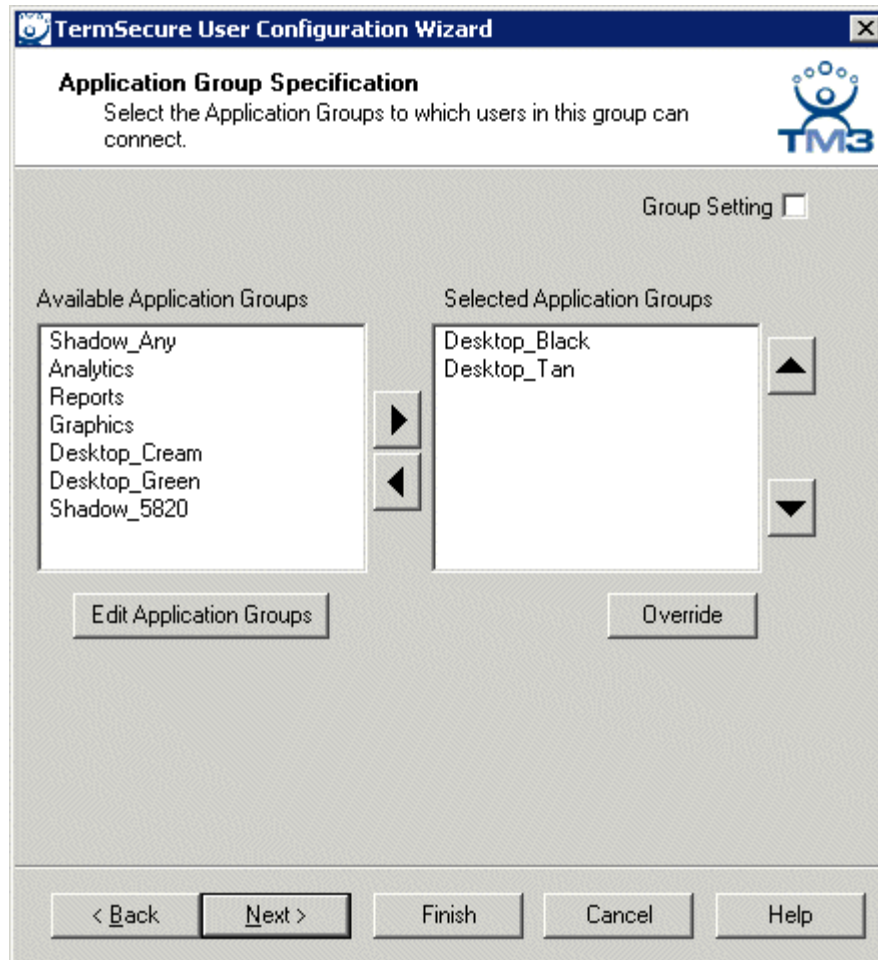 TermSecure User Configuration Wizard
Application Group Specification
Select the Application Groups to which users in this group can
connect.
TM3
Group Setting
Available Application Groups
Shadow_Any
Analytics
Reports
Graphics
Desktop_Cream
Desktop_Green
Shadow_5820
Selected Application Groups
Desktop_Black
Desktop_Tan
Edit Application Groups
Override
< Back
Next >
Finish
Cancel
Help